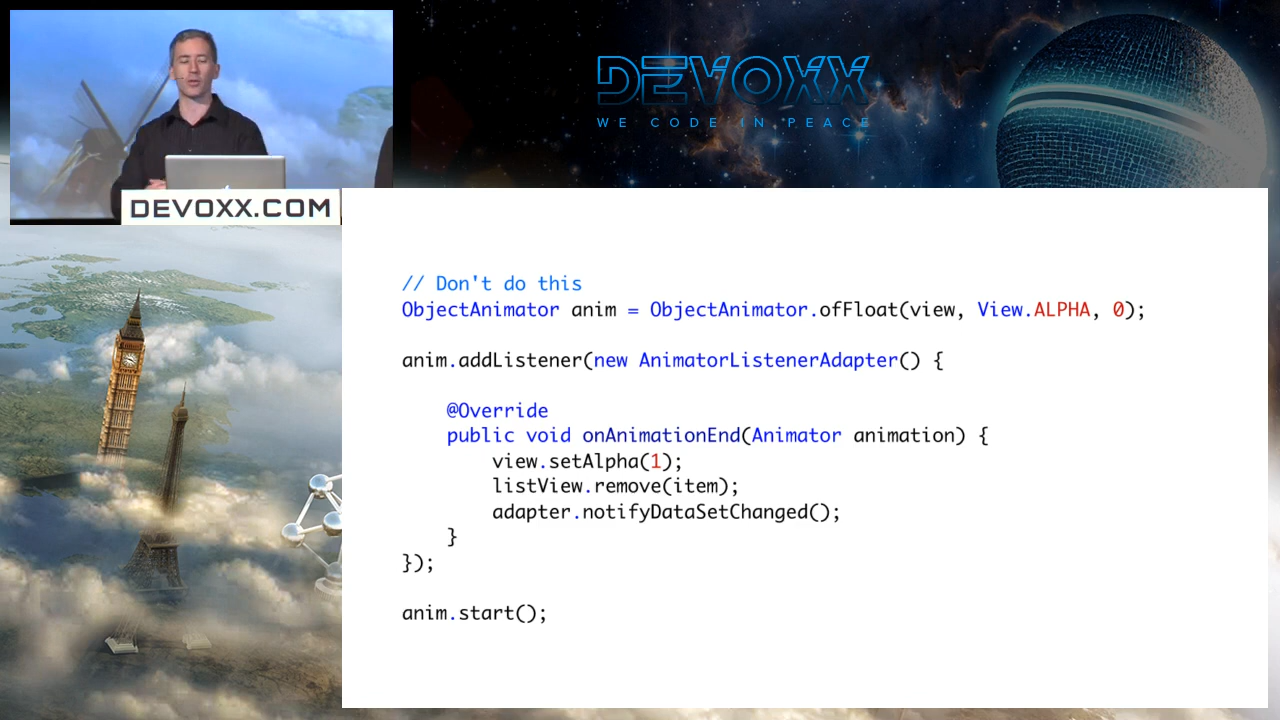 DEVOXX
WE CODE IN PEACE
DEVOXX.COM
// Don't do this
ObjectAnimator anim = ObjectAnimator.ofFloat(view, View.ALPHA, 0);
anim.addListener(new AnimatorListenerAdapter() {
@Override
public void onAnimationEnd(Animator animation) {
view.setAlpha(1);
listView.remove(item);
adapter.notifyDataSetChanged();
}
});
anim.start();